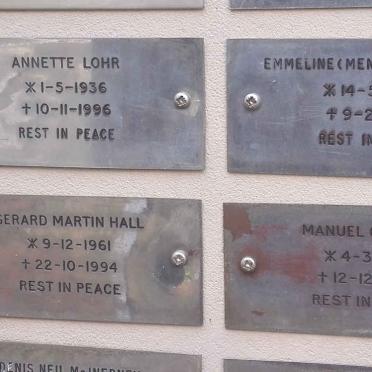 ANNETTE LOHR
ж 1-5-1936
✝ 10-11-1996
REST IN PEACE
EMMELINE (MEN
ж 14-5
✝ 9-2
REST IN
GERARD MARTIN HALL
ж 9-12-1961
✝ 22-10-1994
REST IN PEACE
MANUEL
ж 4-3
✝ 12-12
REST IN
DENIS NEIL McINERNEY